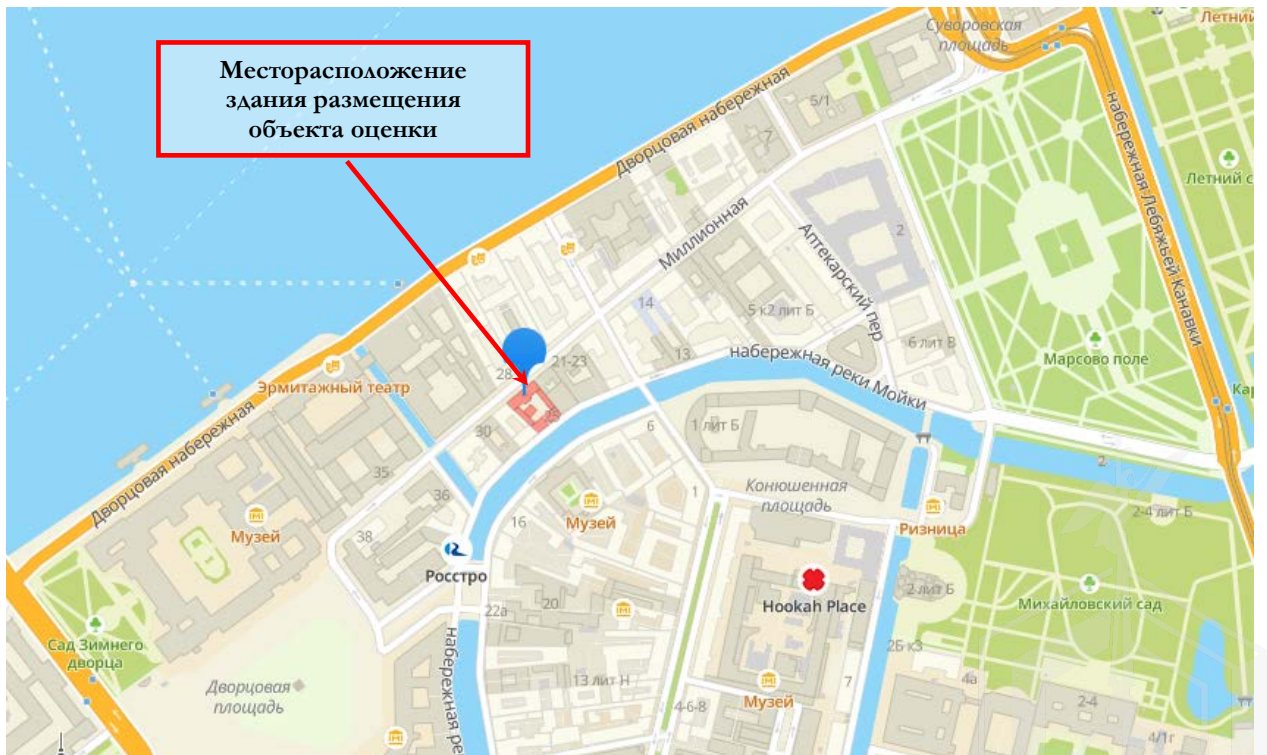 Месторасположение
здания размещения
объекта оценки
Суворовская
площадь
Летний
5/1
7
Дворцовая набережная
набережная Лебяжьей Канавки
Летний с
Миллионная
Аптекарский пер
2
14
5 к2 лит Б
6 лит В
Марсово поле
13
набережная реки Мойки
21-23
28
Эрмитажный театр
25
30
6
1 лит Б
2
35
36
Дворцовая набережная
Конюшенная
площадь
1
16
Музей
Музей
Ризница
2-4 лит Б
38
Росстро
Hookah Place
2 лит Б
Михайловский сад
22а
20
Сад Зимнего
дворца
2Б к3
Дворцовая
площадь
набережная ре
13 лит Н
7
4а
4-6-8
Музей
2-4
4/1г